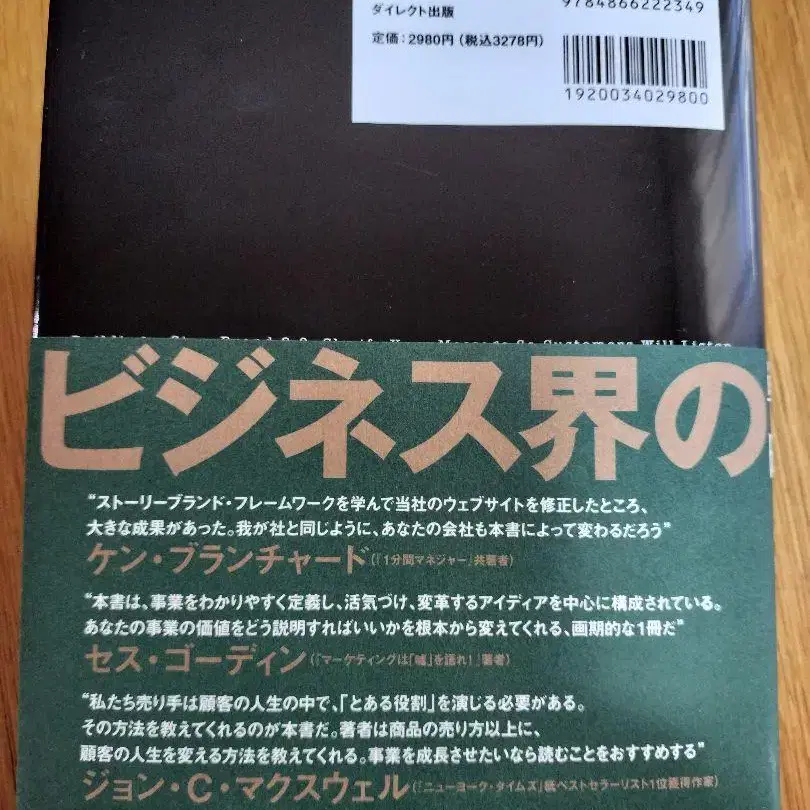 ダイレクト出版
9784866222349
定価:2980円(税込3278円)
1920034029800
Will Listen
ビジネス界の
“ストーリーブランド・フレームワークを学んで当社のウェブサイトを修正したところ、
大きな成果があった。我が社と同じように、あなたの会社も本書によって変わるだろう”
ケン・ブランチャード(『1分間マネジャー』共著者)
“本書は、事業をわかりやすく定義し、活気づけ、変革するアイディアを中心に構成されている。
あなたの事業の価値をどう説明すればいいかを根本から変えてくれる、画期的な1冊だ”
セス・ゴーディン(『マーケティングは「嘘」を語れ!』著者)
“私たち売り手は顧客の人生の中で、「とある役割」を演じる必要がある。
その方法を教えてくれるのが本書だ。著者は商品の売り方以上に、
顧客の人生を変える方法を教えてくれる。事業を成長させたいなら読むことをおすすめする”
ジョン・C・マクスウェル(『ニューヨーク・タイムズ』紙ベストセラーリスト1位獲得作家)